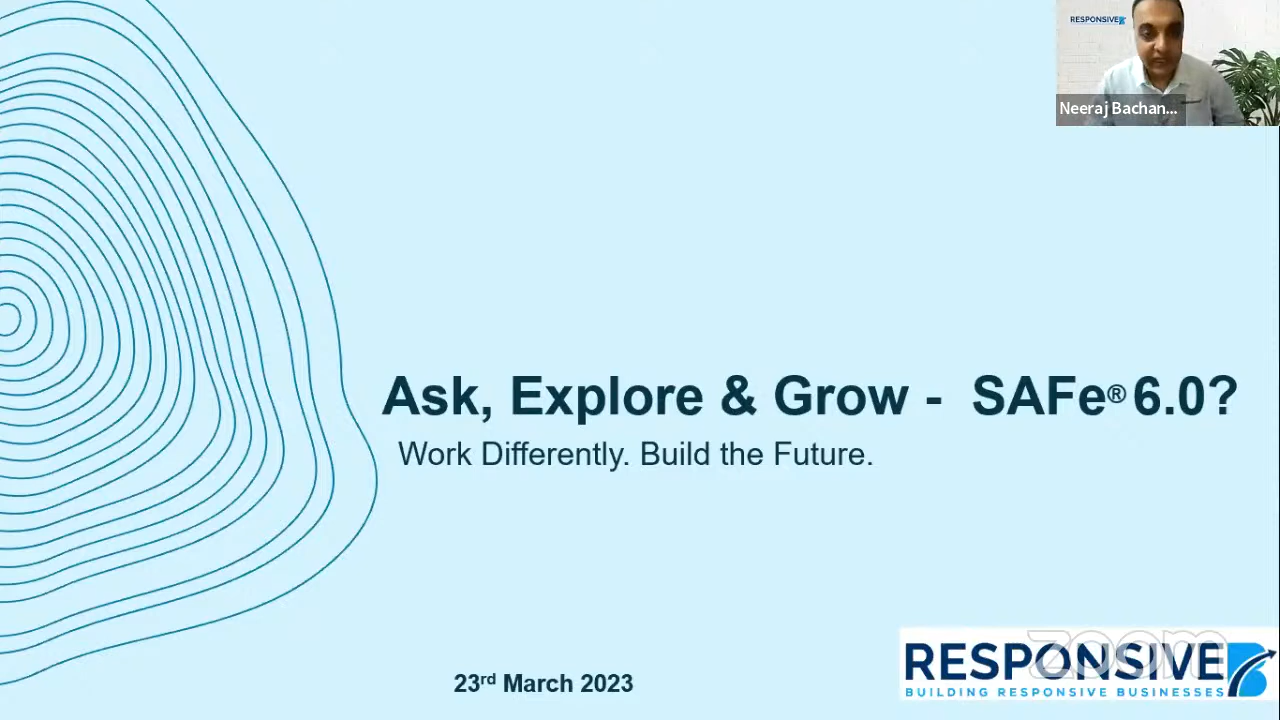 RESPONSIVE
Neeraj Bachan...
Ask, Explore & Grow - SAFe® 6.0?
Work Differently. Build the Future.
23rd March 2023
zoom
RESPONSIVE
BUILDING RESPONSIVE BUSINESSES